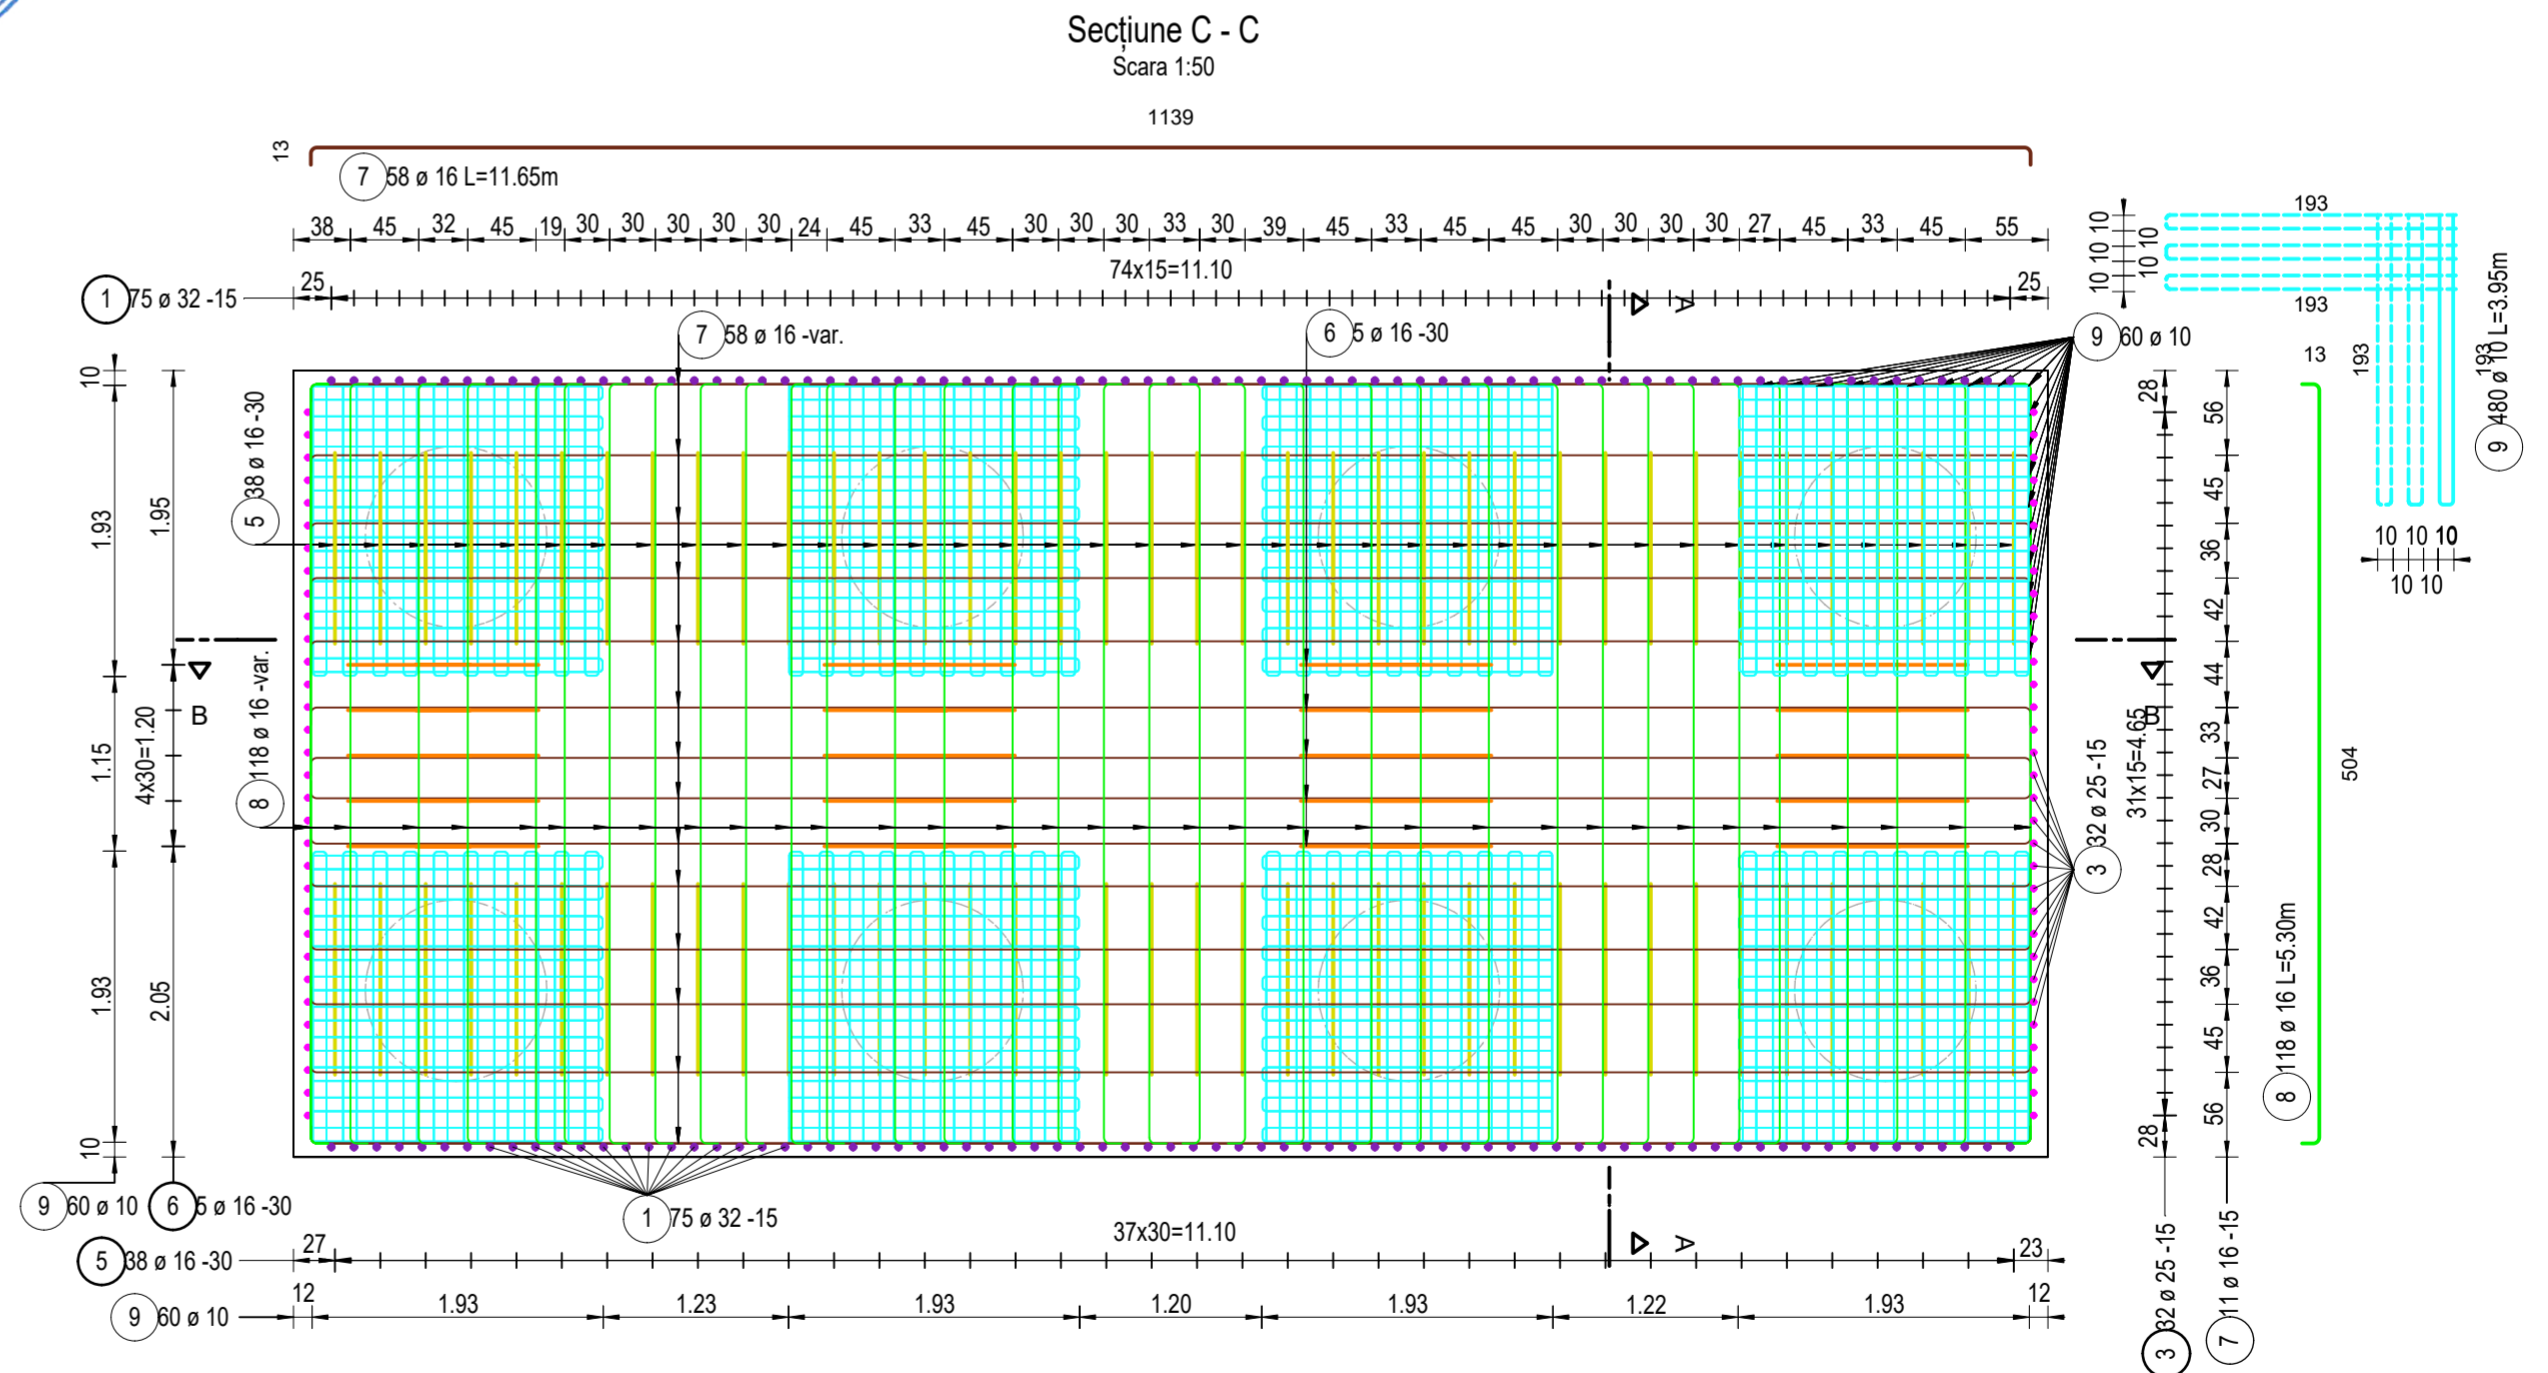 Secțiune C - C
Scara 1:50
1139
13
7 58 ø 16 L=11.65m
38 45 32 45 19 30 30 30 30 30 24 45 33 45 30 30 30 33 30 39 45 33 45 45 30 30 30 30 27 45 33 45 55
74x15=11.10
1 75 ø 32 -15
25
25
A
7 58 ø 16 -var.
6 5 ø 16 -30
9 60 ø 10
193
10 10 10
10 10
193
193
193
9 480 ø 10 L=3.95m
10 10 10
10 10
10
1.93
1.15
1.93
10
1.95
4x30=1.20
2.05
5 38 ø 16 -30
8 118 ø 16 -var.
B
B
28
31x15=4.65
28
3 32 ø 25 -15
56
45
36
42
44
33
27
30
28
42
36
45
56
13
504
8 118 ø 16 L=5.30m
9 60 ø 10
6 5 ø 16 -30
1 75 ø 32 -15
37x30=11.10
A
5 38 ø 16 -30
27
23
9 60 ø 10
12 1.93 1.23 1.93 1.20 1.93 1.22 1.93 12
3 32 ø 25 -15
7 11 ø 16 -15